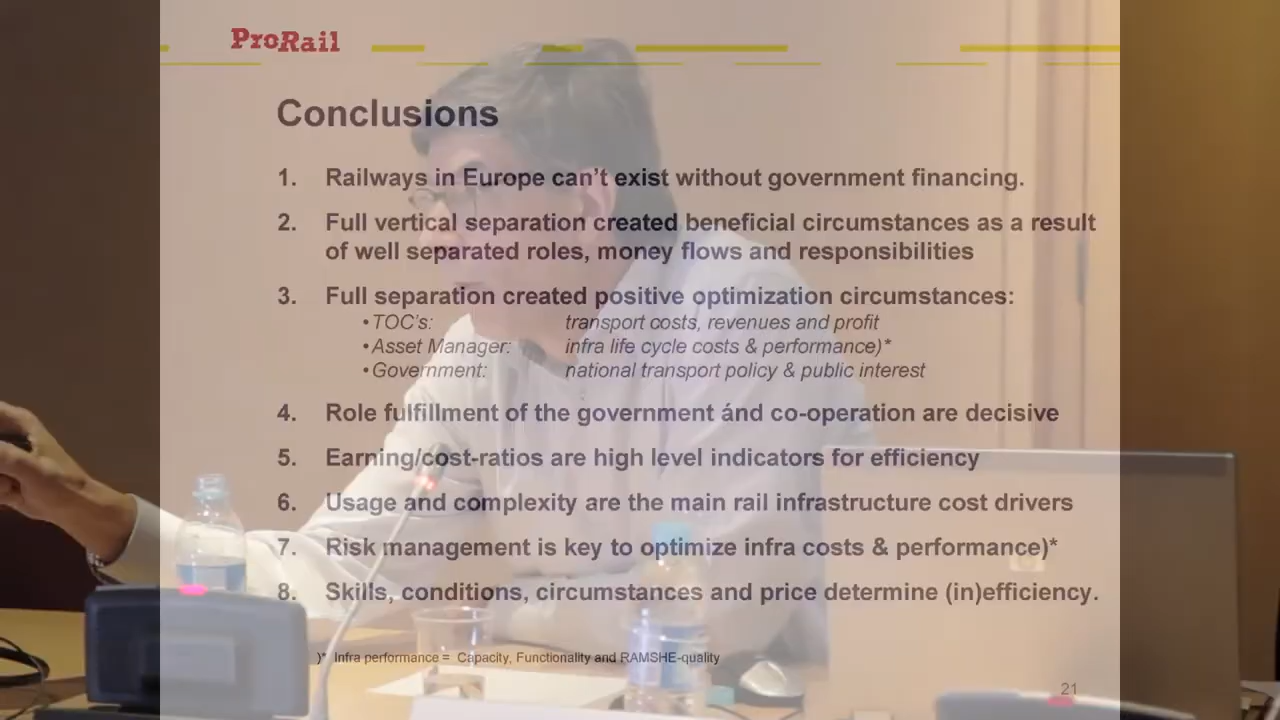 ProRail
Conclusions
1. Railways in Europe can't exist without government financing.
2. Full vertical separation created beneficial circumstances as a result
of well separated roles, money flows and responsibilities
3. Full separation created positive optimization circumstances:
•TOC's: transport costs, revenues and profit
•Asset Manager: infra life cycle costs & performance)*
•Government: national transport policy & public interest
4. Role fulfillment of the government ánd co-operation are decisive
5. Earning/cost-ratios are high level indicators for efficiency
6. Usage and complexity are the main rail infrastructure cost drivers
7. Risk management is key to optimize infra costs & performance)*
8. Skills, conditions, circumstances and price determine (in)efficiency.
)* Infra performance = Capacity, Functionality and RAMSHE-quality
21